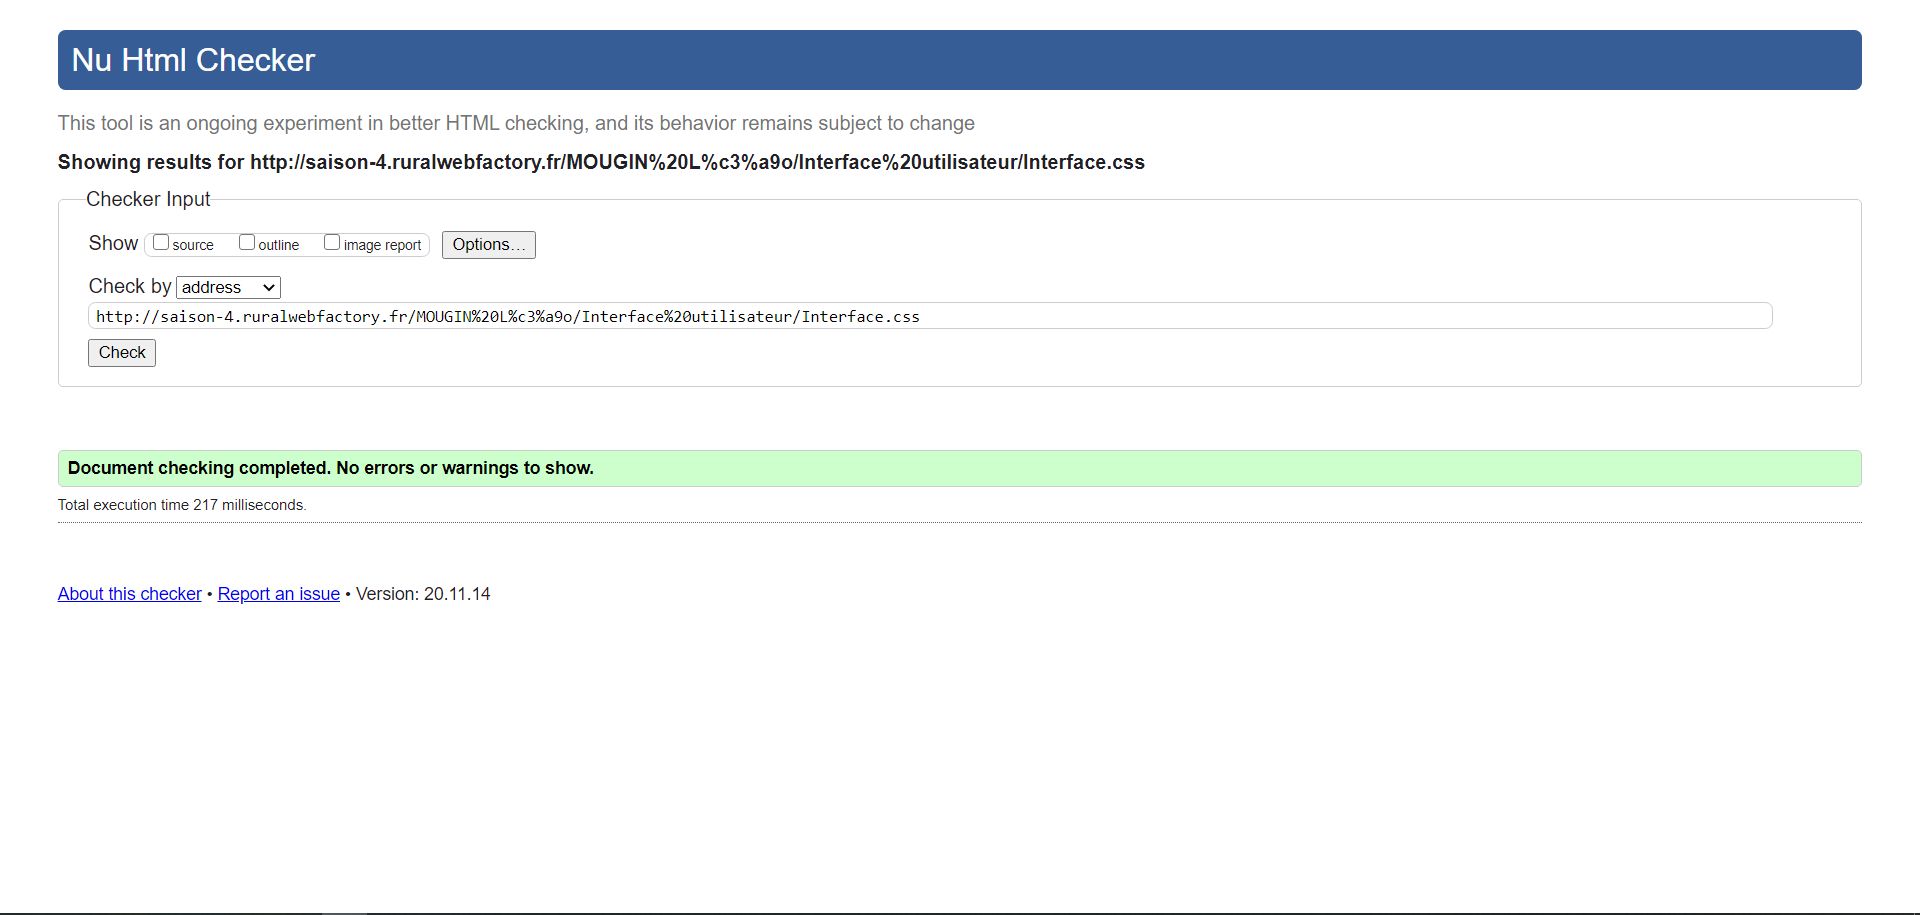 Nu Html Checker
This tool is an ongoing experiment in better HTML checking, and its behavior remains subject to change
Showing results for http://saison-4.ruralwebfactory.fr/MOUGIN%20L%c3%a9o/Interface%20utilisateur/Interface.css
Checker Input
Show source outline image report Options...
Check by address
http://saison-4.ruralwebfactory.fr/MOUGIN%20L%c3%a9o/Interface%20utilisateur/Interface.css
Check
Document checking completed. No errors or warnings to show.
Total execution time 217 milliseconds.
About this checker • Report an issue • Version: 20.11.14